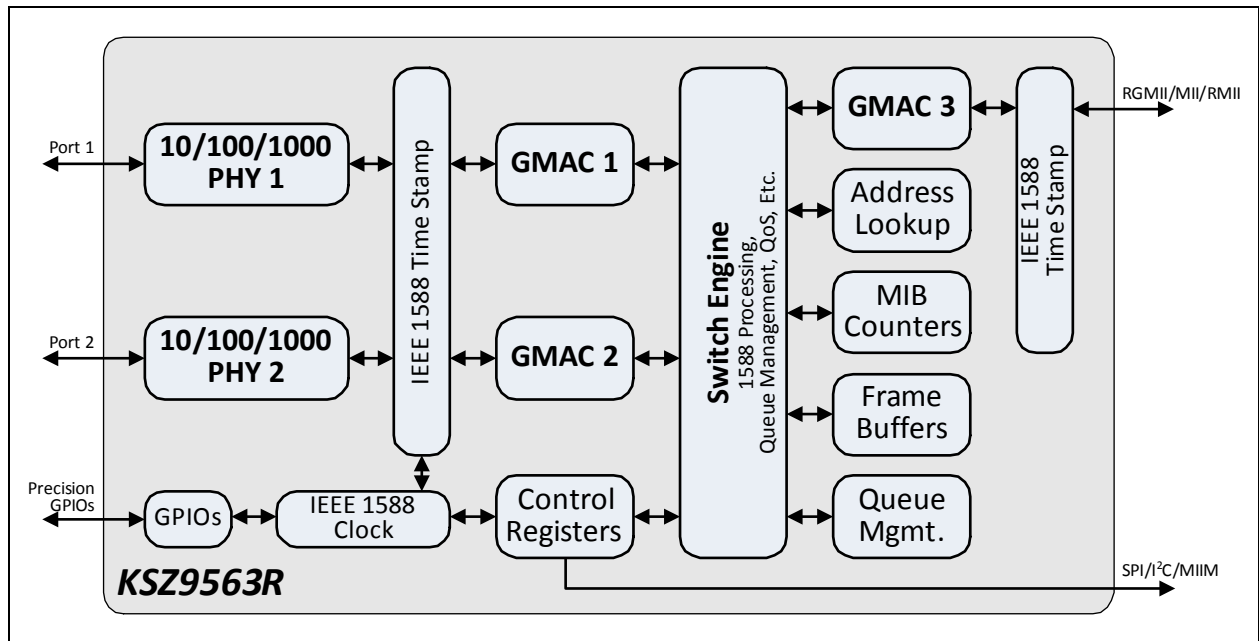 Port 1
10/100/1000
PHY 1
IEEE 1588 Time Stamp
GMAC 1
Switch Engine
1588 Processing,
Queue Management, QoS, Etc.
GMAC 3
IEEE 1588
Time Stamp
RGMII/MII/RMII
Address
Lookup
MIB
Counters
Port 2
10/100/1000
PHY 2
GMAC 2
Frame
Buffers
Precision
GPIOs
GPIOs
IEEE 1588
Clock
Control
Registers
Queue
Mgmt.
SPI/I²C/MIIM
KSZ9563R